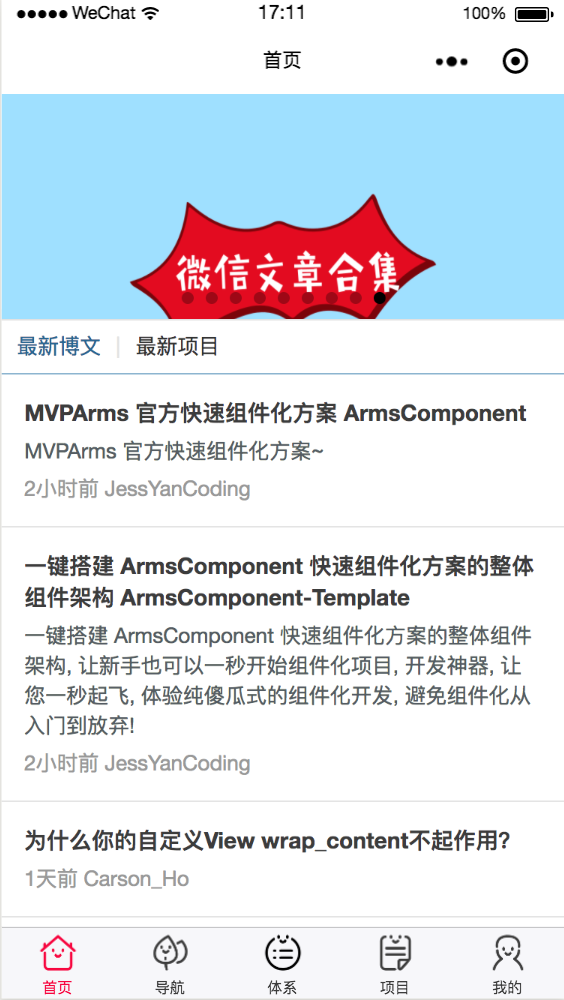 WeChat 17:11 100%
首页
微信文章合集
最新博文 最新项目
MVPArms 官方快速组件化方案 ArmsComponent
MVPArms 官方快速组件化方案~
2小时前 JessYanCoding
一键搭建 ArmsComponent 快速组件化方案的整体
组件架构 ArmsComponent-Template
一键搭建 ArmsComponent 快速组件化方案的整体组件
架构, 让新手也可以一秒开始组件化项目, 开发神器, 让
您一秒起飞, 体验纯傻瓜式的组件化开发, 避免组件化从
入门到放弃!
2小时前 JessYanCoding
为什么你的自定义View wrap_content不起作用?
1天前 Carson_Ho
首页 导航 体系 项目 我的